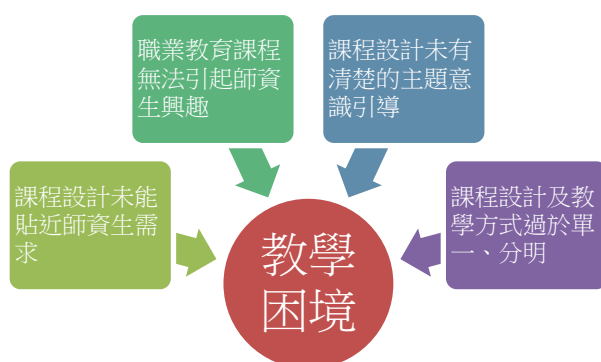 職業教育課程
無法引起師資
生興趣
課程設計未有
清楚的主題意
識引導
課程設計未能
貼近師資生需
求
課程設計及教
學方式過於單
一、分明
教學
困境